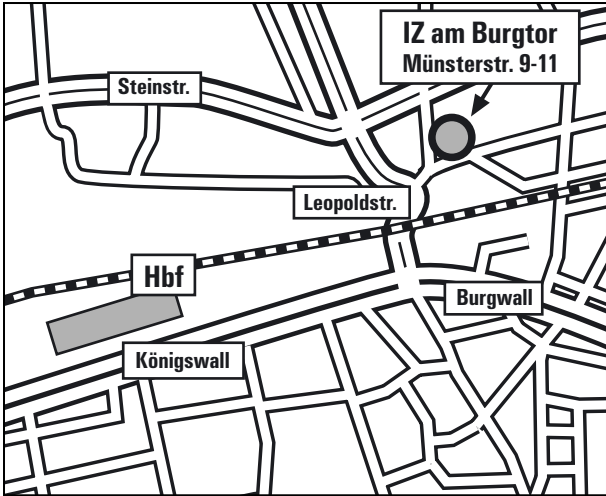 IZ am Burgtor
Münsterstr. 9-11
Steinstr.
Leopoldstr.
Hbf
Burgwall
Königswall